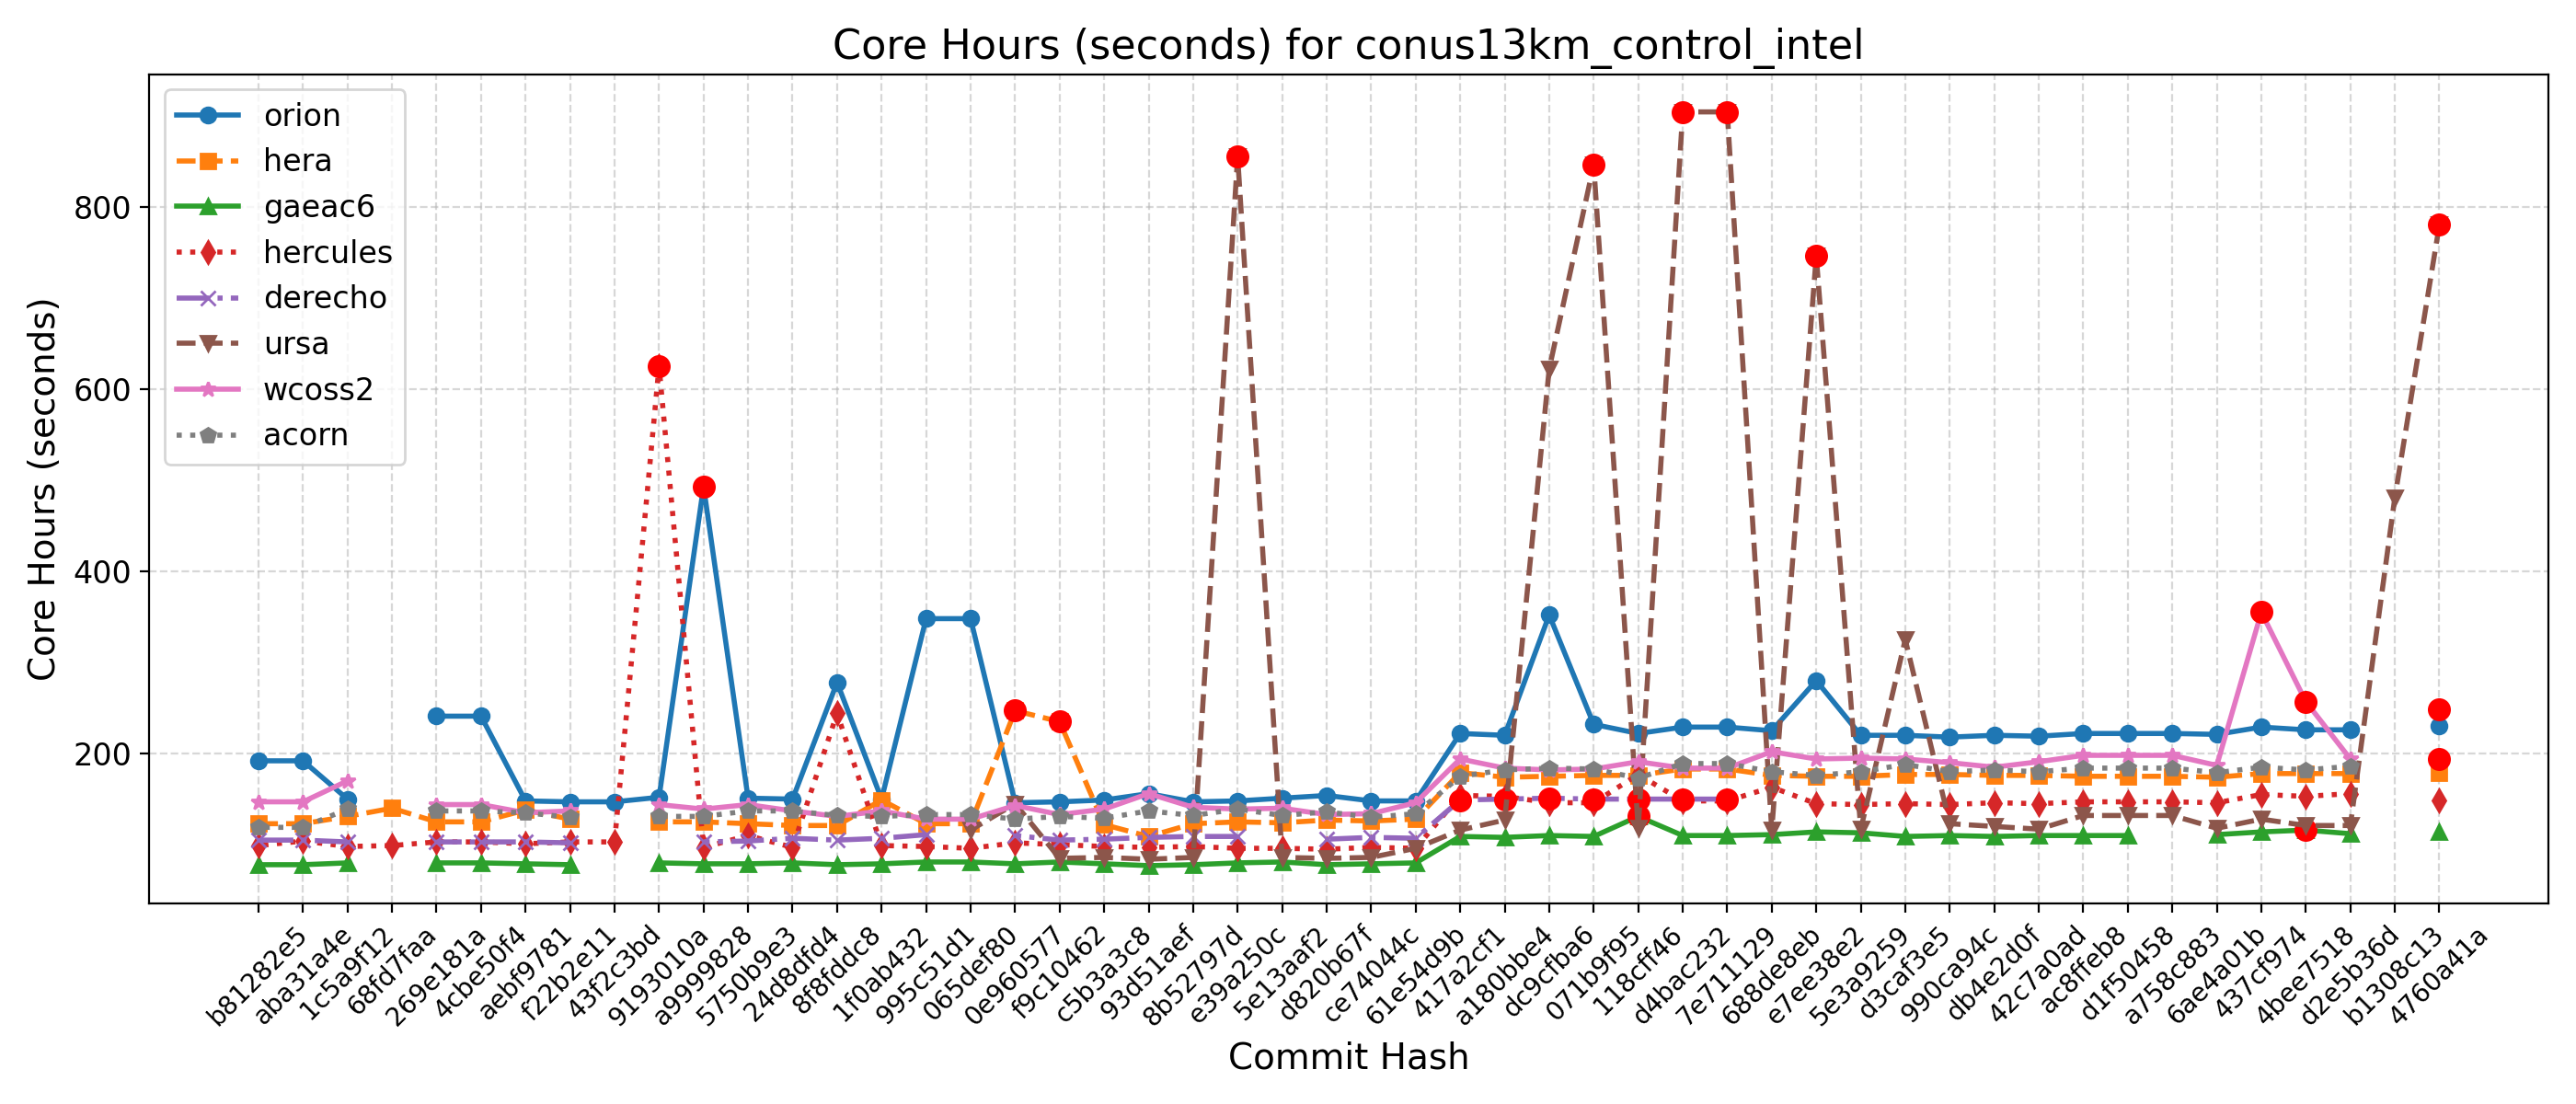 Core Hours (seconds) for conus13km_control_intel
Core Hours (seconds)
800
600
400
200
orion
hera
gaeac6
hercules
derecho
ursa
wcoss2
acorn
b81282e5
aba31a4e
1c5a9f12
68fd7faa
269e181a
4cbe50f4
aebf9781
f22b2e11
43f2c3bd
9193010a
a9999828
5750b9e3
24d8dfd4
8f8fddc8
1f0ab432
995c51d1
065def80
0e960577
f9c10462
c5b3a3c8
93d51aef
8b52797d
e39a250c
5e13aaf2
d820b67f
ce74044c
61e54d9b
417a2cf1
a180bbe4
dc9cfba6
071b9f95
118cff46
d4bac232
7e711129
688de8eb
e7ee38e2
5e3a9259
d3caf3e5
990ca94c
db4e2d0f
42c7a0ad
ac8ffeb8
d1f50458
a758c883
6ae4a01b
437cf974
4bee7518
d2e5b36d
b1308c13
4760a41a
Commit Hash